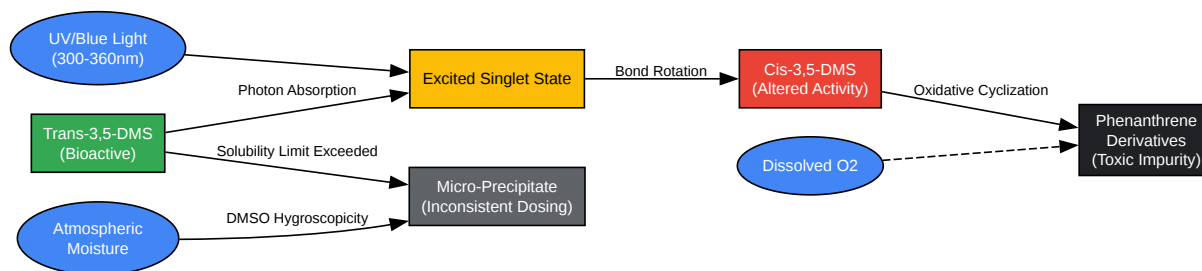 UV/Blue Light
(300-360nm)
Photon Absorption
Trans-3,5-DMS
(Bioactive)
Solubility Limit Exceeded
Atmospheric
Moisture
DMSO Hygroscopicity
Excited Singlet State
Micro-Precipitate
(Inconsistent Dosing)
Bond Rotation
Cis-3,5-DMS
(Altered Activity)
Dissolved O2
Oxidative Cyclization
Phenanthrene
Derivatives
(Toxic Impurity)